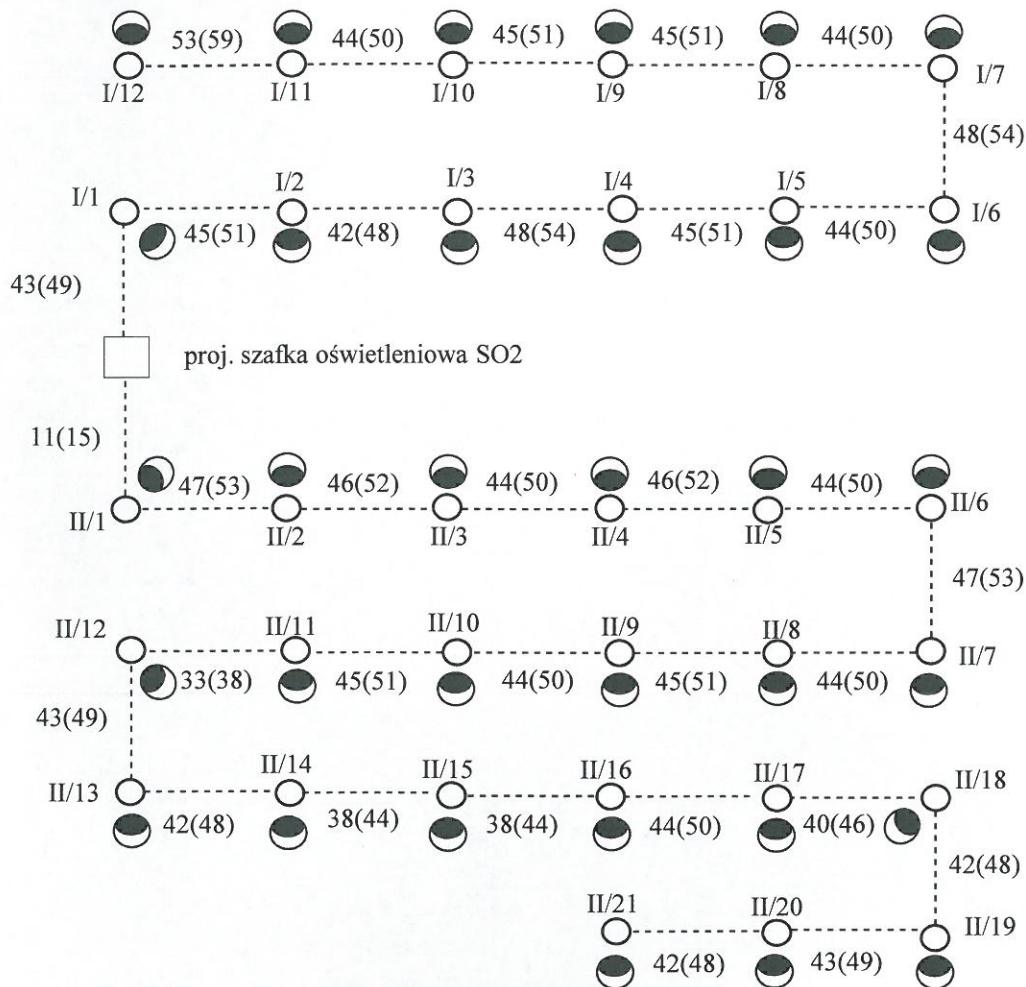 53(59) 44(50) 45(51) 45(51) 44(50)
I/12 I/11 I/10 I/9 I/8 I/7
48(54)
I/1 I/2 I/3 I/4 I/5 I/6
45(51) 42(48) 48(54) 45(51) 44(50)
43(49)
proj. szafka oświetleniowa SO2
11(15)
47(53) 46(52) 44(50) 46(52) 44(50)
II/1 II/2 II/3 II/4 II/5 II/6
47(53)
II/12 II/11 II/10 II/9 II/8 II/7
33(38) 45(51) 44(50) 45(51) 44(50)
43(49)
II/13 II/14 II/15 II/16 II/17 II/18
42(48) 38(44) 38(44) 44(50) 40(46)
42(48)
II/21 II/20 II/19
42(48) 43(49)